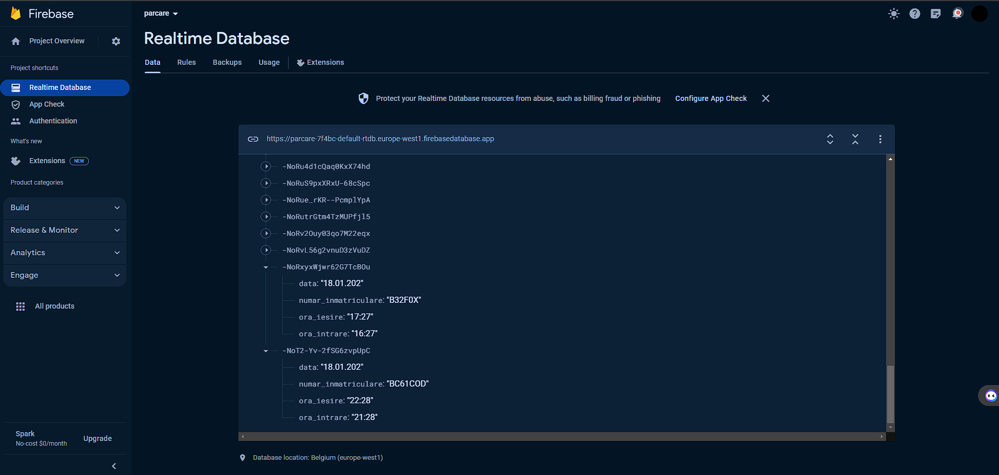 Firebase
parcare
Project Overview
Realtime Database
Data Rules Backups Usage Extensions
Project shortcuts
Realtime Database
App Check
Authentication
What's new
Extensions NEW
Product categories
Build
Release & Monitor
Analytics
Engage
All products
Spark
No-cost $0/month
Upgrade
Protect your Realtime Database resources from abuse, such as billing fraud or phishing Configure App Check
https://parcare-7f4bc-default-rtdb.europe-west1.firebasedatabase.app
-NoRu4d1cQaq0KxX74hd
-NoRuS9pxXRxU-68cSpc
-NoRue_rKR--PcmplYpA
-NoRutrGtm4TzMUPfjl5
-NoRv2Ouy03qo7M22eqx
-NoRvL56g2vnuD3zVuDZ
-NoRxyxWjwr62G7TcBOu
data: "18.01.202"
numar_inmatriculare: "B32F0X"
ora_iesire: "17:27"
ora_intrare: "16:27"
-NoT2-Yv-2fSG6zvpUpC
data: "18.01.202"
numar_inmatriculare: "BC61COD"
ora_iesire: "22:28"
ora_intrare: "21:28"
Database location: Belgium (europe-west1)